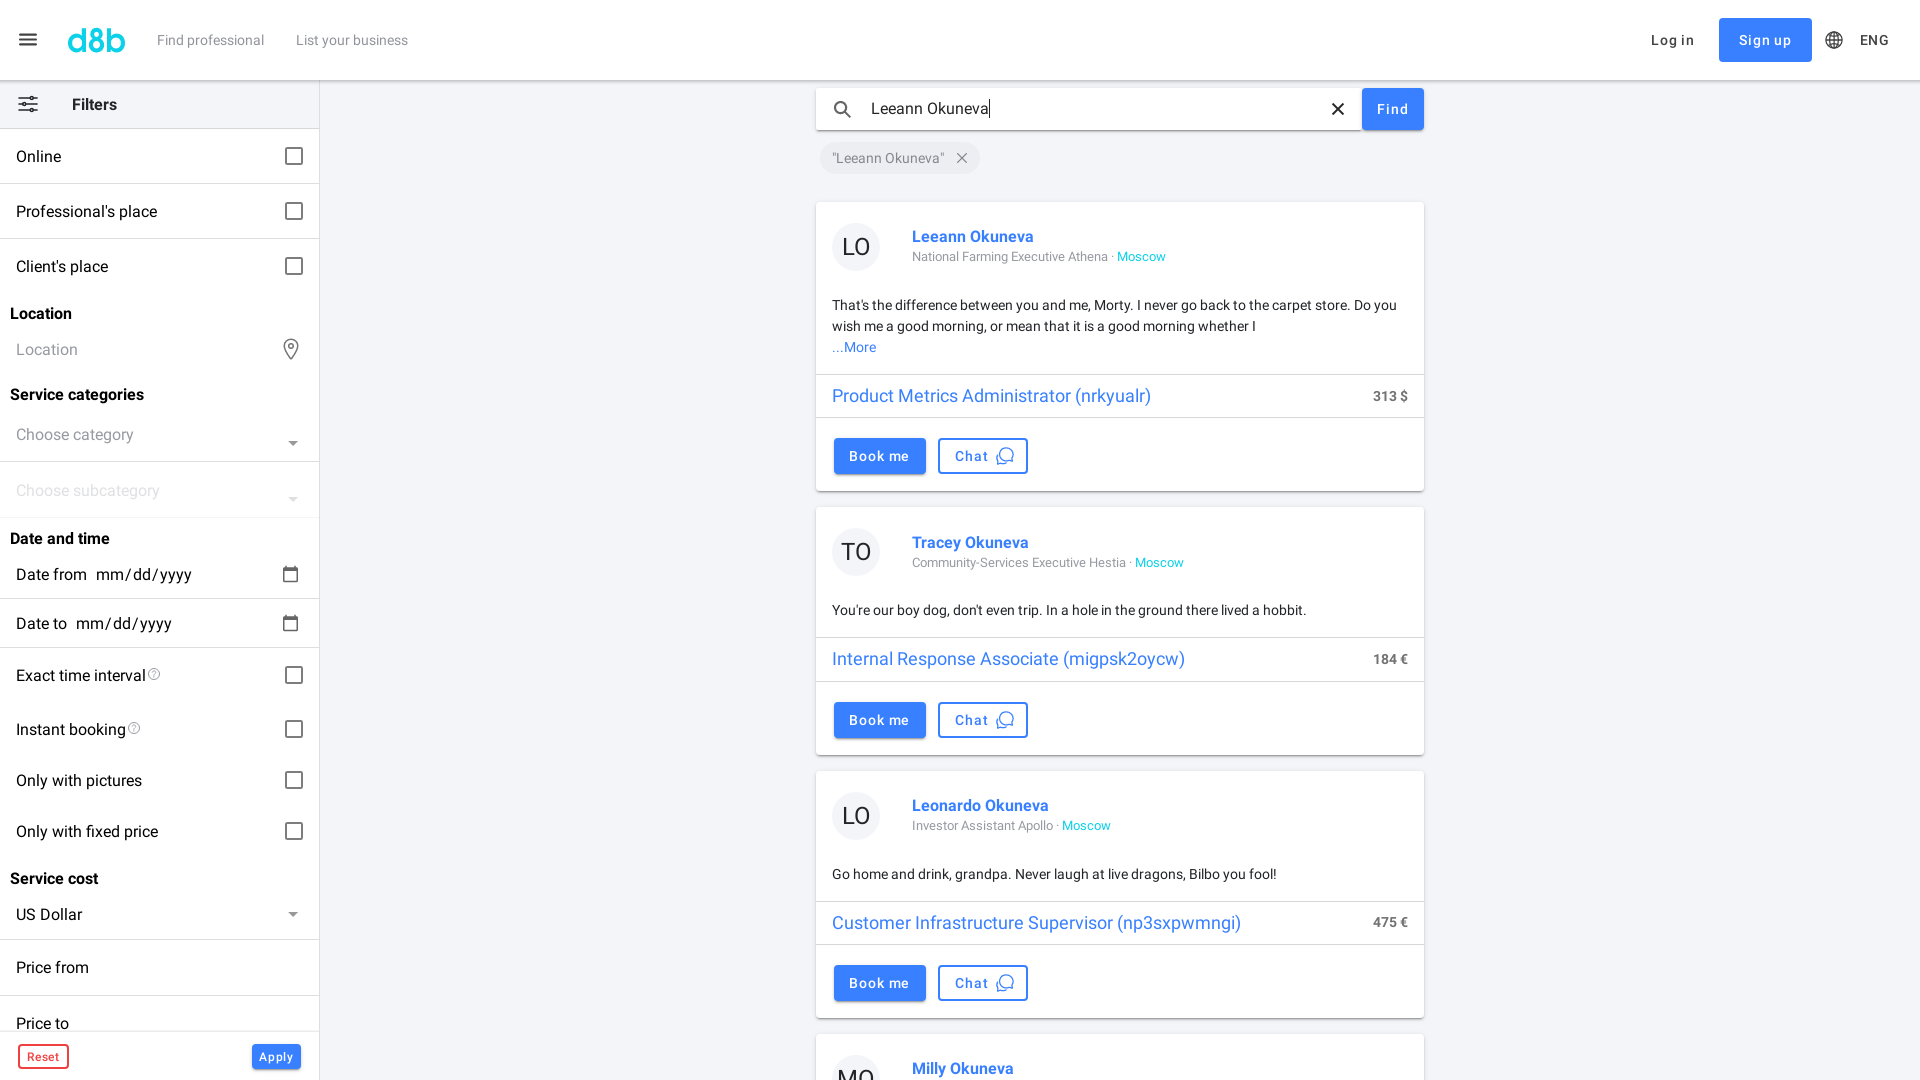 d8b
Find professional
List your business
Log in
Sign up
ENG
Filters
Online
Professional's place
Client's place
Location
Location
Service categories
Choose category
Choose subcategory
Date and time
Date from mm/dd/yyyy
Date to mm/dd/yyyy
Exact time interval
Instant booking
Only with pictures
Only with fixed price
Service cost
US Dollar
Price from
Price to
Reset
Apply
Leeann Okuneva
Find
"Leeann Okuneva"
LO
Leeann Okuneva
National Farming Executive Athena · Moscow
That's the difference between you and me, Morty. I never go back to the carpet store. Do you
wish me a good morning, or mean that it is a good morning whether I
...More
Product Metrics Administrator (nrkyualr)
313 $
Book me
Chat
TO
Tracey Okuneva
Community-Services Executive Hestia · Moscow
You're our boy dog, don't even trip. In a hole in the ground there lived a hobbit.
Internal Response Associate (migpsk2oycw)
184 €
Book me
Chat
LO
Leonardo Okuneva
Investor Assistant Apollo · Moscow
Go home and drink, grandpa. Never laugh at live dragons, Bilbo you fool!
Customer Infrastructure Supervisor (np3sxpwmngi)
475 €
Book me
Chat
MO
Milly Okuneva